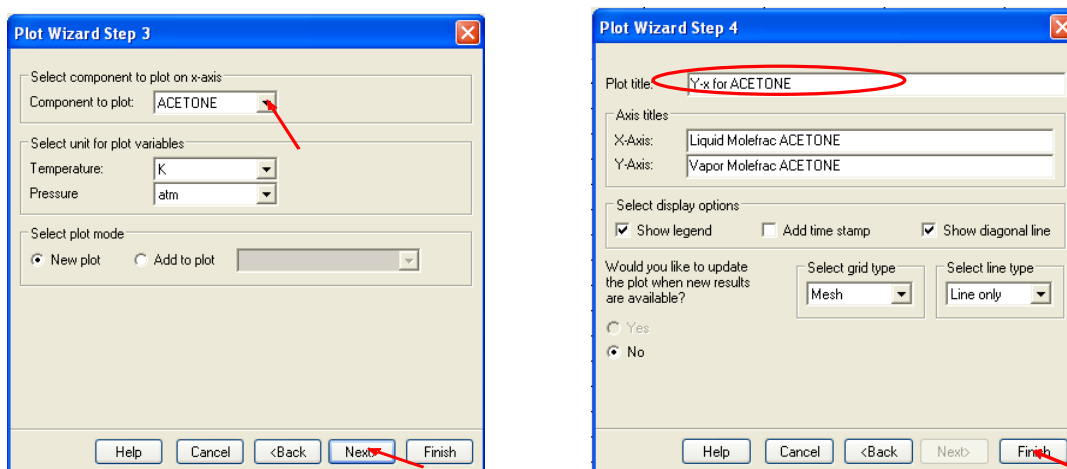 Plot Wizard Step 3
Select component to plot on x-axis
Component to plot: ACETONE
Select unit for plot variables
Temperature: K
Pressure atm
Select plot mode
New plot Add to plot
Help Cancel <Back Next> Finish
Plot Wizard Step 4
Plot title: Y-x for ACETONE
Axis titles
X-Axis: Liquid Molefrac ACETONE
Y-Axis: Vapor Molefrac ACETONE
Select display options
Show legend Add time stamp Show diagonal line
Would you like to update
the plot when new results
are available?
Select grid type Select line type
Mesh Line only
Yes
No
Help Cancel <Back Next> Finish